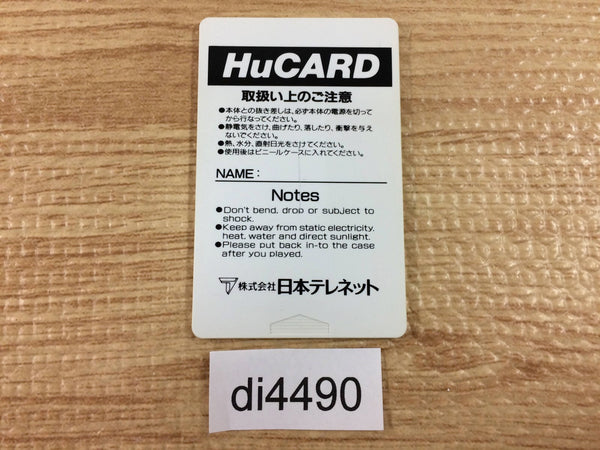 HuCARD
取扱い上のご注意
●本体との抜き差しは、必ず本体の電源を切って
から行なってください。
●静電気をさけ、曲げたり、落したり、衝撃を与え
ないでください。
●熱、水分、直射日光をさけてください。
●使用後はビニールケースに入れてください。
NAME:
Notes
●Don't bend, drop or subject to
shock.
●Keep away from static electricity,
heat, water and direct sunlight.
●Please put back in-to the case
after you played.
株式会社日本テレネット
di4490